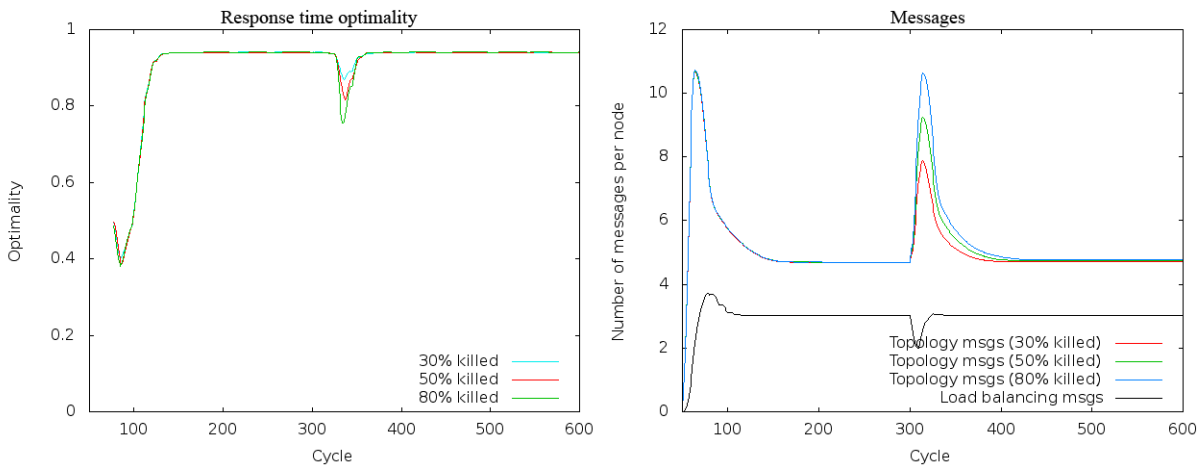 Response time optimality
1
0.8
0.6
0.4
0.2
0
Optimality
30% killed
50% killed
80% killed
100
200
300
400
500
600
Cycle
Messages
12
10
8
6
4
2
0
Number of messages per node
Topology msgs (30% killed)
Topology msgs (50% killed)
Topology msgs (80% killed)
Load balancing msgs
100
200
300
400
500
600
Cycle